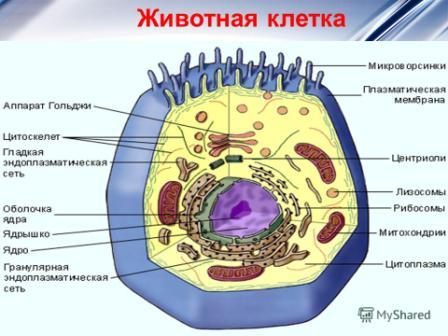 Животная клетка
Аппарат Гольджи
Цитоскелет
Гладкая
эндоплазматическая
сеть
Оболочка
ядра
Ядрышко
Ядро
Гранулярная
эндоплазматическая
сеть
Микроворсинки
Плазматическая
мембрана
Центриоли
Лизосомы
Рибосомы
Митохондрии
Цитоплазма
MyShared